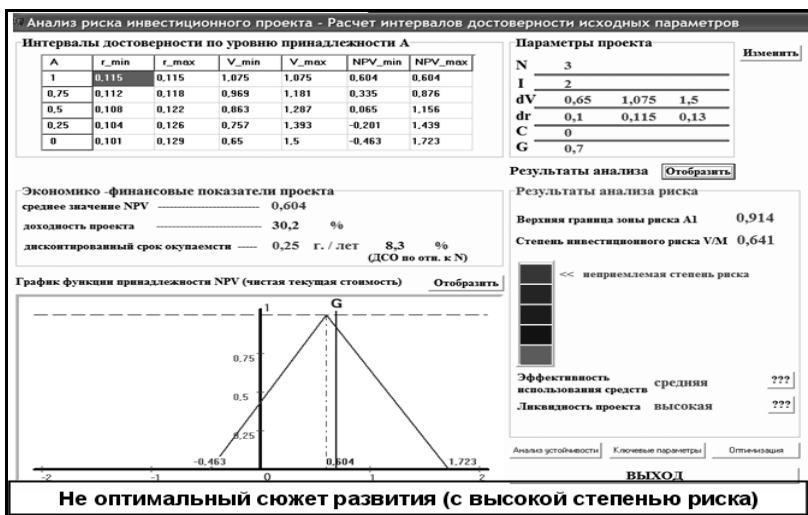 Анализ риска инвестиционного проекта - Расчет интервалов достоверности исходных параметров
Интервалы достоверности по уровню принадлежности А
A r_min r_max V_min V_max NPV_min NPV_max
1 0,115 0,115 1,075 1,075 0,604 0,604
0,75 0,112 0,118 0,969 1,181 0,335 0,876
0,5 0,108 0,122 0,863 1,287 0,065 1,156
0,25 0,104 0,126 0,757 1,393 -0,201 1,439
0 0,101 0,129 0,65 1,5 -0,463 1,723
Параметры проекта
Изменить
N 3
I 2
dV 0,65 1,075 1,5
dr 0,1 0,115 0,13
C 0
G 0,7
Результаты анализа Отобразить
Экономико -финансовые показатели проекта
среднее значение NPV ---------------------------- 0,604
доходность проекта ---------------------------- 30,2 %
дисконтированный срок окупаемсти ----- 0,25 г. / лет 8,3 %
(ДСО по отн. к N)
Результаты анализа риска
Верхняя граница зоны риска A1 0,914
Степень инвестиционного риска V/M 0,641
<< неприемлемая степень риска
Эффективность использования средств средняя ???
Ликвидность проекта высокая ???
График функции принадлежности NPV (чистая текущая стоимость) Отобразить
1 G
0,75
0,5
0,25
-0,463 0,604 1,723
-2 -1 0 1 2
Анализ устойчивости Ключевые параметры Оптимизация
ВЫХОД
Не оптимальный сюжет развития (с высокой степенью риска)